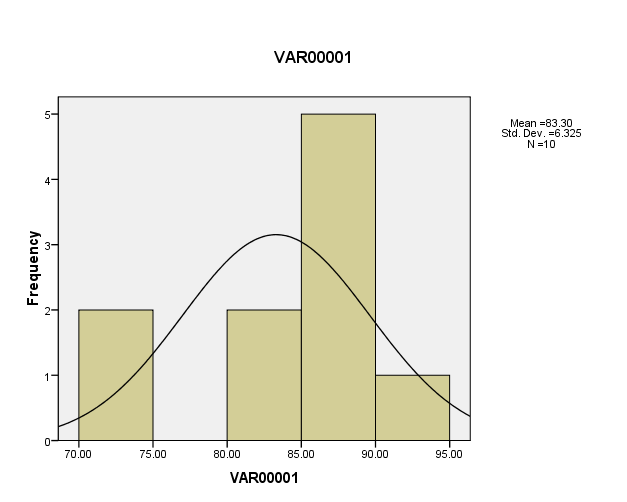 VAR00001
Mean =83.30
Std. Dev. =6.325
N =10
5
4
3
2
1
0
Frequency
70.00 75.00 80.00 85.00 90.00 95.00
VAR00001